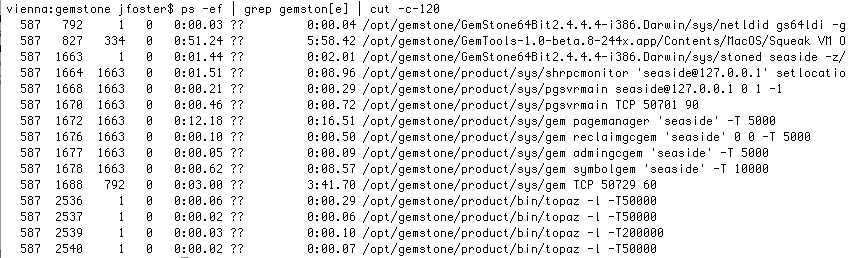 vienna:gemstone jfoster$ ps -ef | grep gemston[e] | cut -c-120
587 792 1 0 0:00.03 ?? 0:00.04 /opt/gemstone/GemStone64Bit2.4.4.4-i386.Darwin/sys/netldid gs64ldi -g
587 827 334 0 0:51.24 ?? 5:58.42 /opt/gemstone/GemTools-1.0-beta.8-244x.app/Contents/MacOS/Squeak VM O
587 1663 1 0 0:01.44 ?? 0:02.01 /opt/gemstone/GemStone64Bit2.4.4.4-i386.Darwin/sys/stoned seaside -z/
587 1664 1663 0 0:01.51 ?? 0:08.96 /opt/gemstone/product/sys/shrpcmonitor 'seaside@127.0.0.1' setlocatio
587 1668 1663 0 0:00.21 ?? 0:00.29 /opt/gemstone/product/sys/pgsvrmain seaside@127.0.0.1 0 1 -1
587 1670 1663 0 0:00.46 ?? 0:00.72 /opt/gemstone/product/sys/pgsvrmain TCP 50701 90
587 1672 1663 0 0:12.18 ?? 0:16.51 /opt/gemstone/product/sys/gem pagemanager 'seaside' -T 5000
587 1676 1663 0 0:00.10 ?? 0:00.50 /opt/gemstone/product/sys/gem reclaimgcgem 'seaside' 0 0 -T 5000
587 1677 1663 0 0:00.05 ?? 0:00.09 /opt/gemstone/product/sys/gem admingcgem 'seaside' -T 5000
587 1678 1663 0 0:00.62 ?? 0:08.57 /opt/gemstone/product/sys/gem symbolgem 'seaside' -T 10000
587 1688 792 0 0:03.00 ?? 3:41.70 /opt/gemstone/product/sys/gem TCP 50729 60
587 2536 1 0 0:00.06 ?? 0:00.29 /opt/gemstone/product/bin/topaz -l -T50000
587 2537 1 0 0:00.02 ?? 0:00.06 /opt/gemstone/product/bin/topaz -l -T50000
587 2539 1 0 0:00.03 ?? 0:00.10 /opt/gemstone/product/bin/topaz -l -T200000
587 2540 1 0 0:00.02 ?? 0:00.07 /opt/gemstone/product/bin/topaz -l -T50000